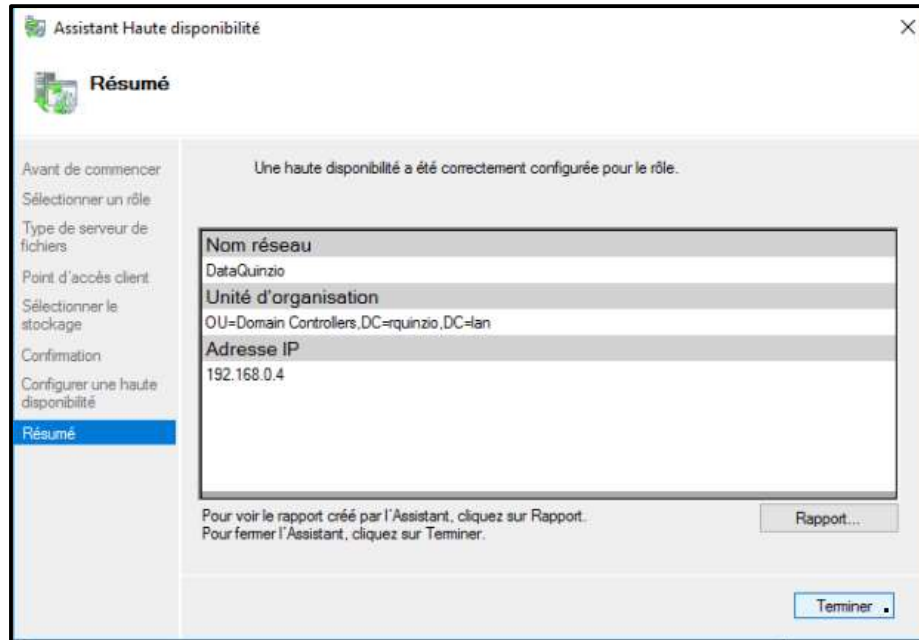 Assistant Haute disponibilité
Résumé
Avant de commencer
Sélectionner un rôle
Type de serveur de
fichiers
Point d'accès client
Sélectionner le
stockage
Confirmation
Configurer une haute
disponibilité
Résumé
Une haute disponibilité a été correctement configurée pour le rôle.
Nom réseau
DataQuinzio
Unité d'organisation
OU=Domain Controllers,DC=rquinzio,DC=lan
Adresse IP
192.168.0.4
Pour voir le rapport créé par l'Assistant, cliquez sur Rapport.
Pour fermer l'Assistant, cliquez sur Terminer.
Rapport...
Terminer